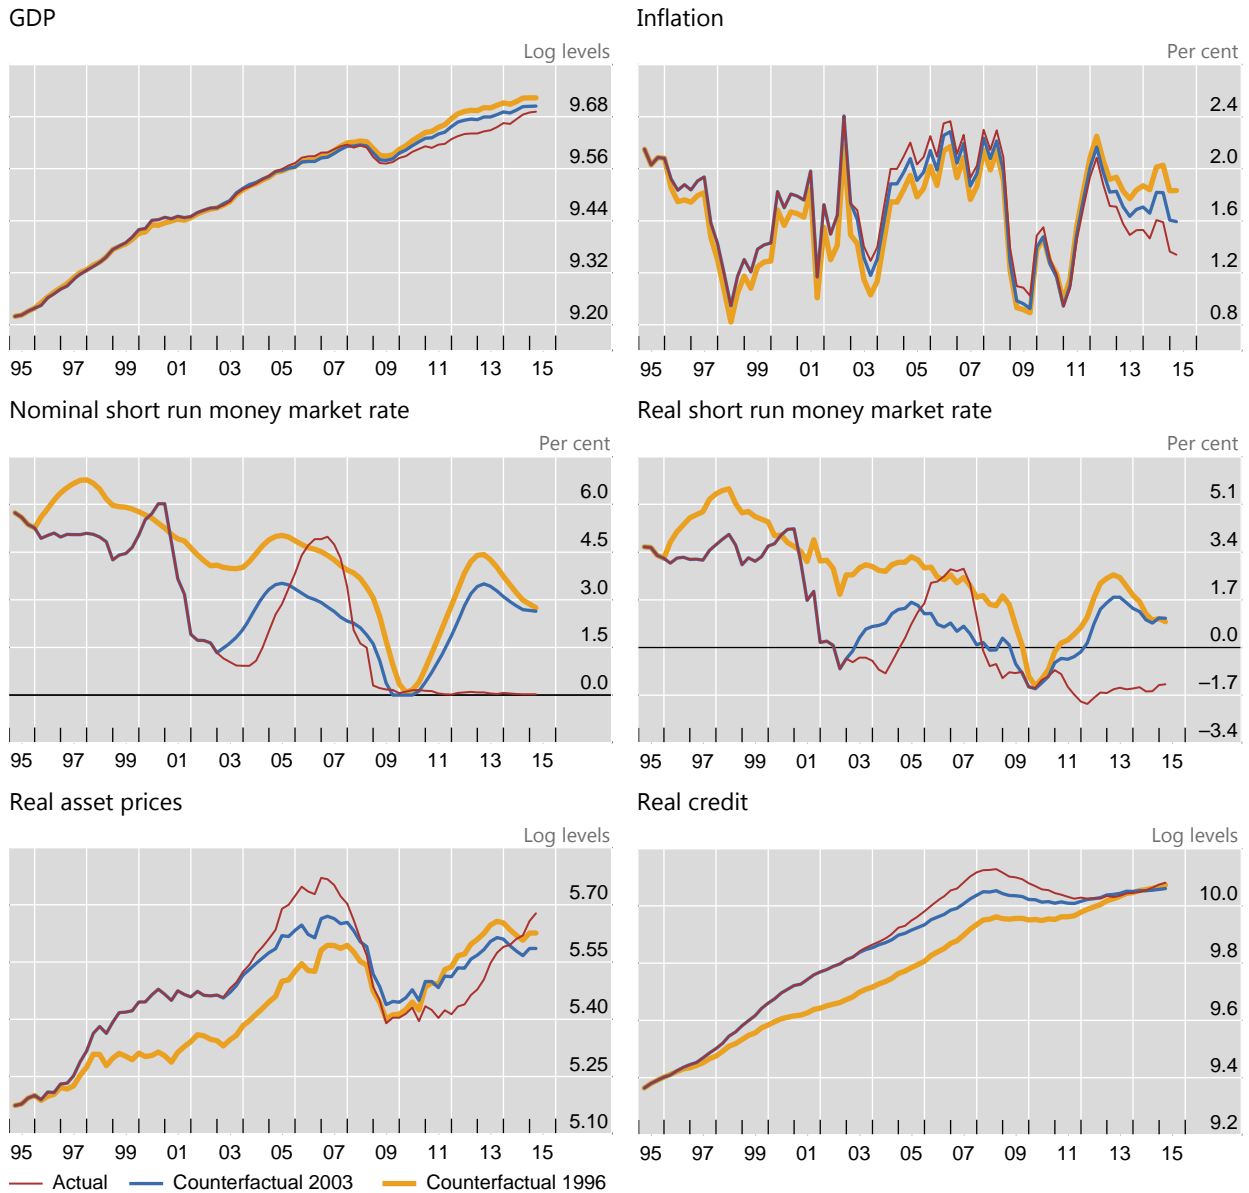 GDP
Inflation
Log levels
Per cent
9.68
9.56
9.44
9.32
9.20
2.4
2.0
1.6
1.2
0.8
95 97 99 01 03 05 07 09 11 13 15
95 97 99 01 03 05 07 09 11 13 15
Nominal short run money market rate
Real short run money market rate
Per cent
Per cent
6.0
4.5
3.0
1.5
0.0
5.1
3.4
1.7
0.0
–1.7
–3.4
95 97 99 01 03 05 07 09 11 13 15
95 97 99 01 03 05 07 09 11 13 15
Real asset prices
Real credit
Log levels
Log levels
5.70
5.55
5.40
5.25
5.10
10.0
9.8
9.6
9.4
9.2
95 97 99 01 03 05 07 09 11 13 15
95 97 99 01 03 05 07 09 11 13 15
Actual Counterfactual 2003 Counterfactual 1996